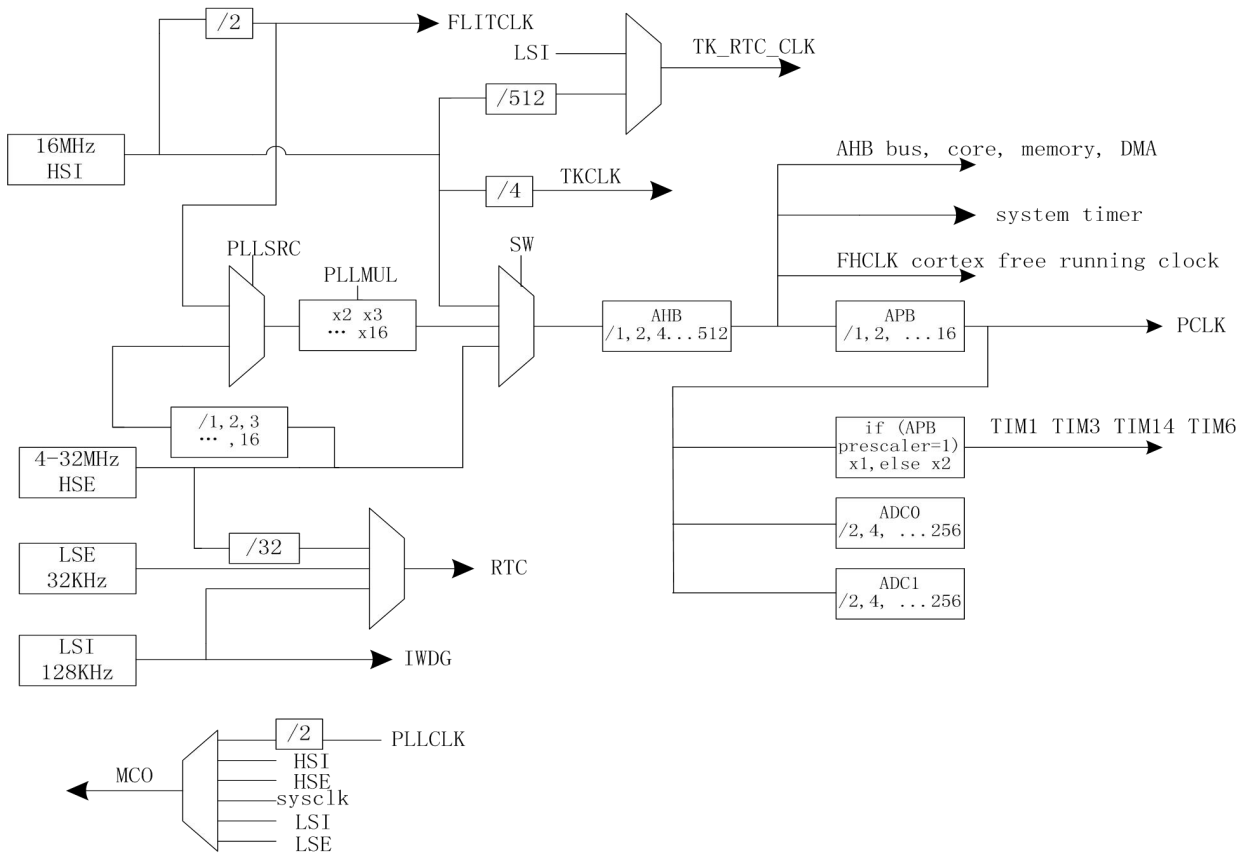 /2
FLITCLK
LSI
TK_RTC_CLK
/512
16MHz
HSI
AHB bus, core, memory, DMA
/4
TKCLK
system timer
PLLSRC
SW
PLLMUL
FHCLK cortex free running clock
x2 x3
… x16
AHB
/1,2,4...512
APB
/1,2, ...16
PCLK
/1,2,3
… ,16
if (APB
prescaler=1)
x1,else x2
TIM1 TIM3 TIM14 TIM6
4-32MHz
HSE
ADC0
/2,4, ...256
/32
LSE
32KHz
RTC
ADC1
/2,4, ...256
LSI
128KHz
IWDG
/2
PLLCLK
HSI
MCO
HSE
sysclk
LSI
LSE